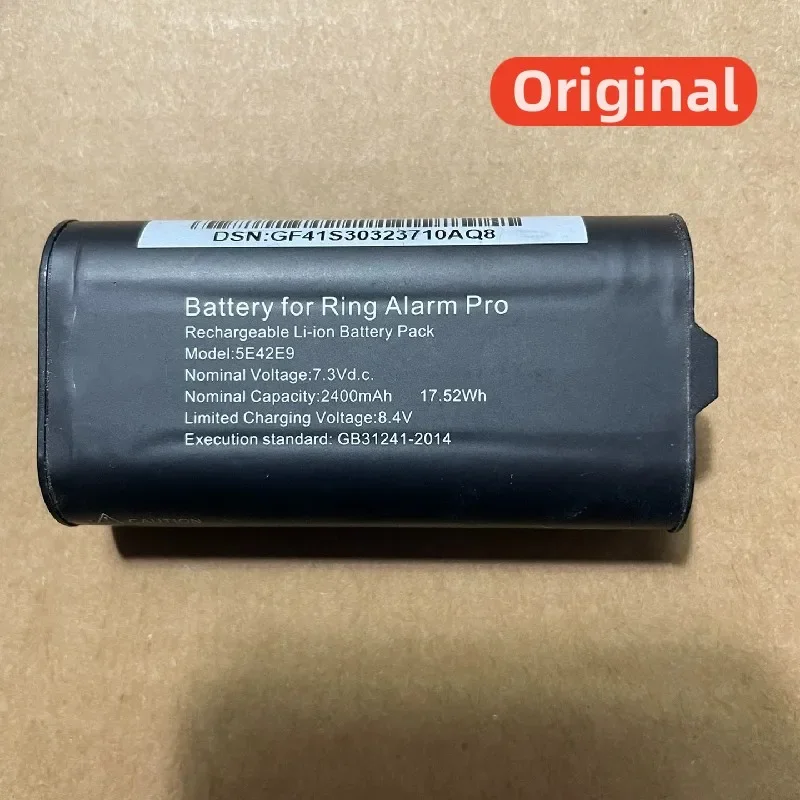 Original
DSN:GF41S30323710AQ8
Battery for Ring Alarm Pro
Rechargeable Li-ion Battery Pack
Model:5E42E9
Nominal Voltage:7.3Vd.c.
Nominal Capacity:2400mAh 17.52Wh
Limited Charging Voltage:8.4V
Execution standard: GB31241-2014
CAUTION